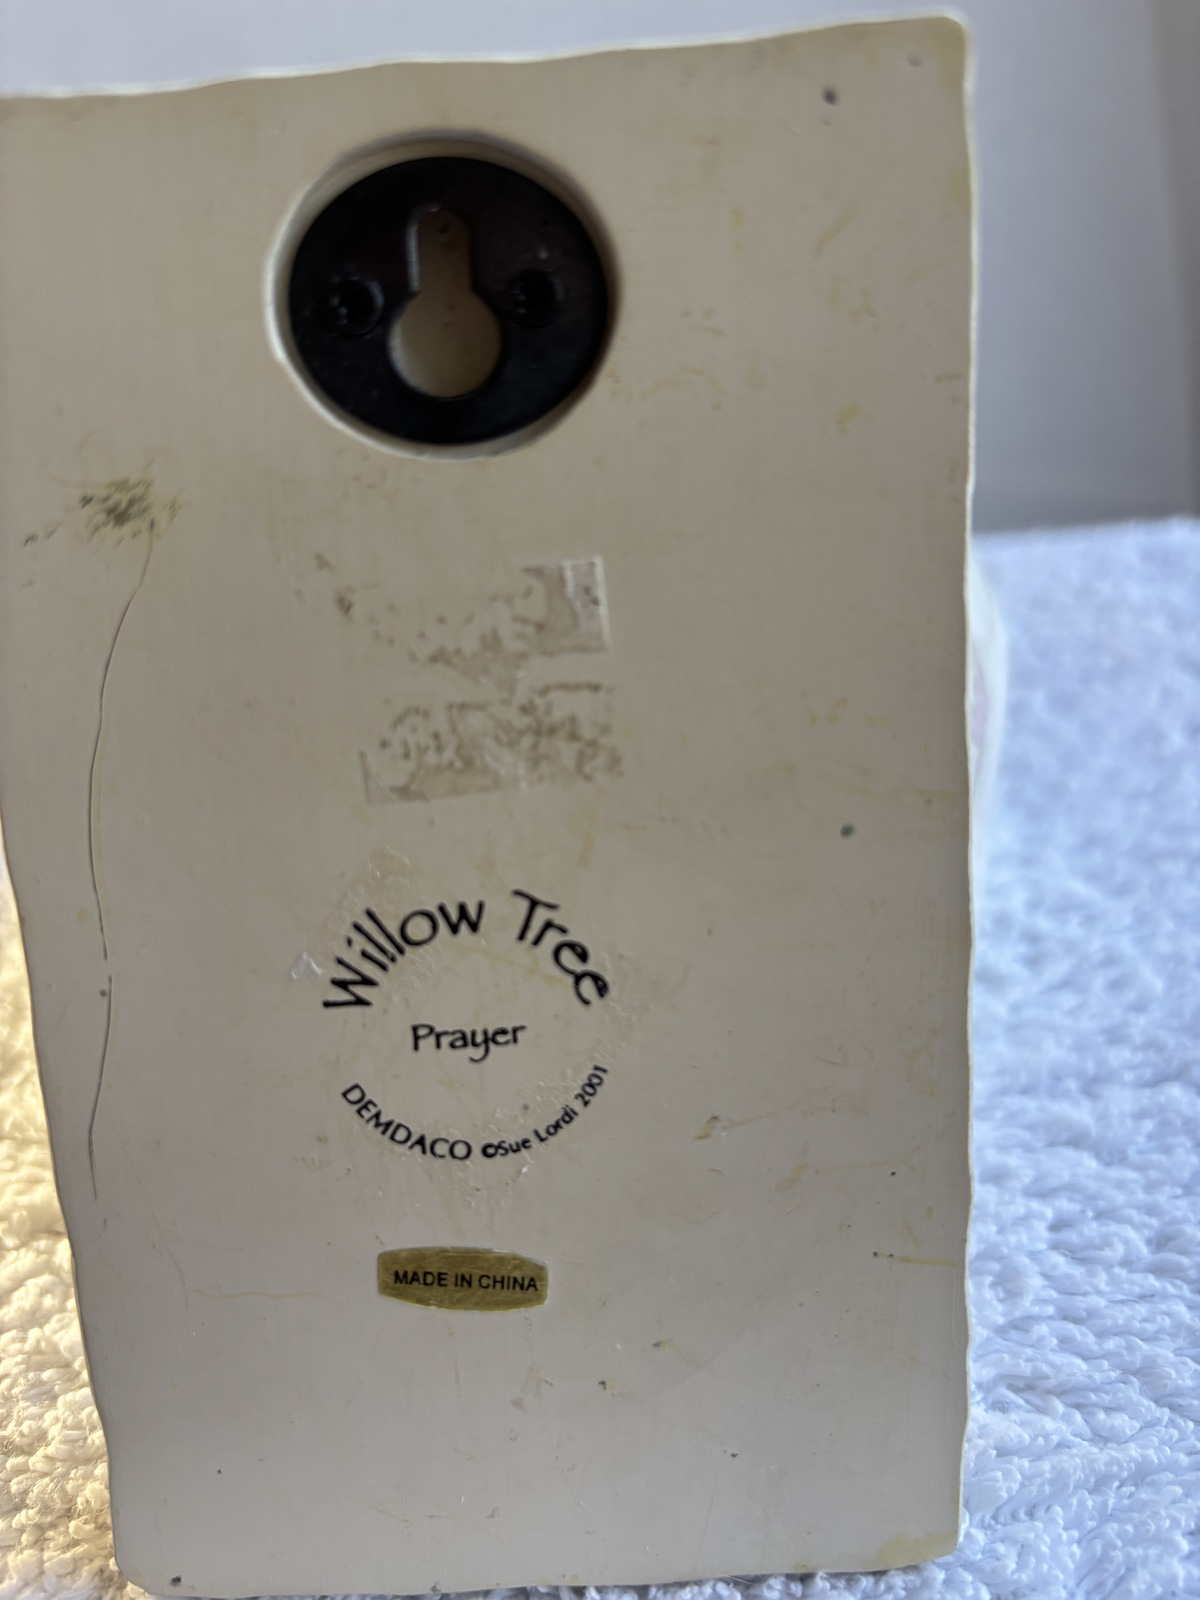 Willow Tree
Prayer
DEMDACO ©Sue Lordi 2001
MADE IN CHINA